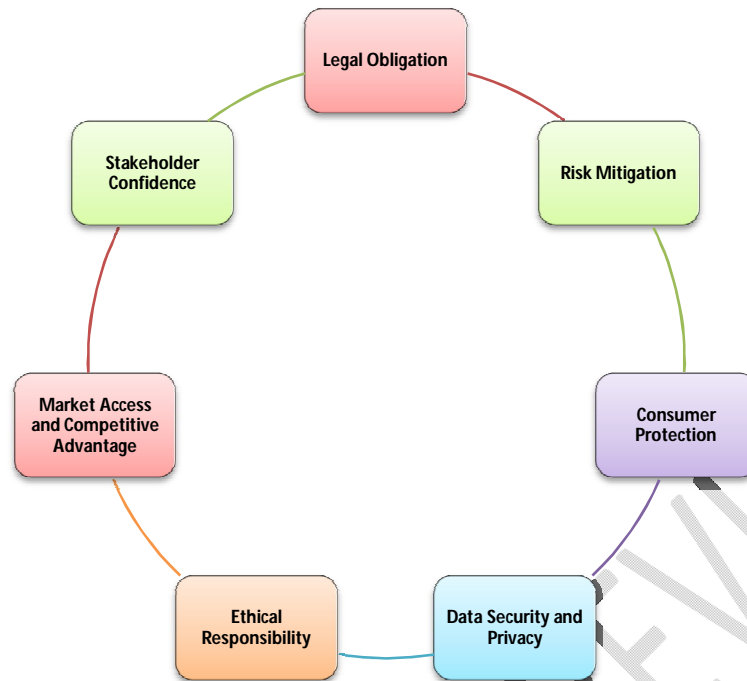 Legal Obligation
Risk Mitigation
Consumer
Protection
Data Security and
Privacy
Ethical
Responsibility
Market Access
and Competitive
Advantage
Stakeholder
Confidence